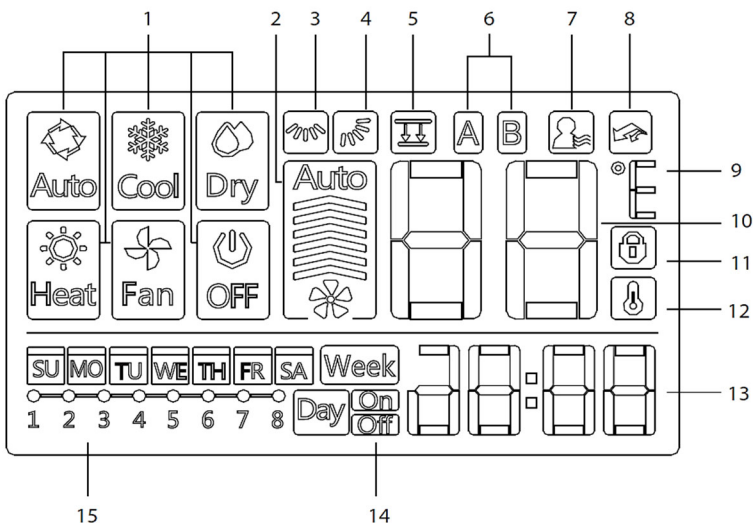 1 2 3 4 5 6 7 8
Auto Cool Dry Auto A B
9
10
11
Heat Fan OFF
12
SU MO TU WE TH FR SA Week
1 2 3 4 5 6 7 8 Day On
Off
88:88
13
15 14